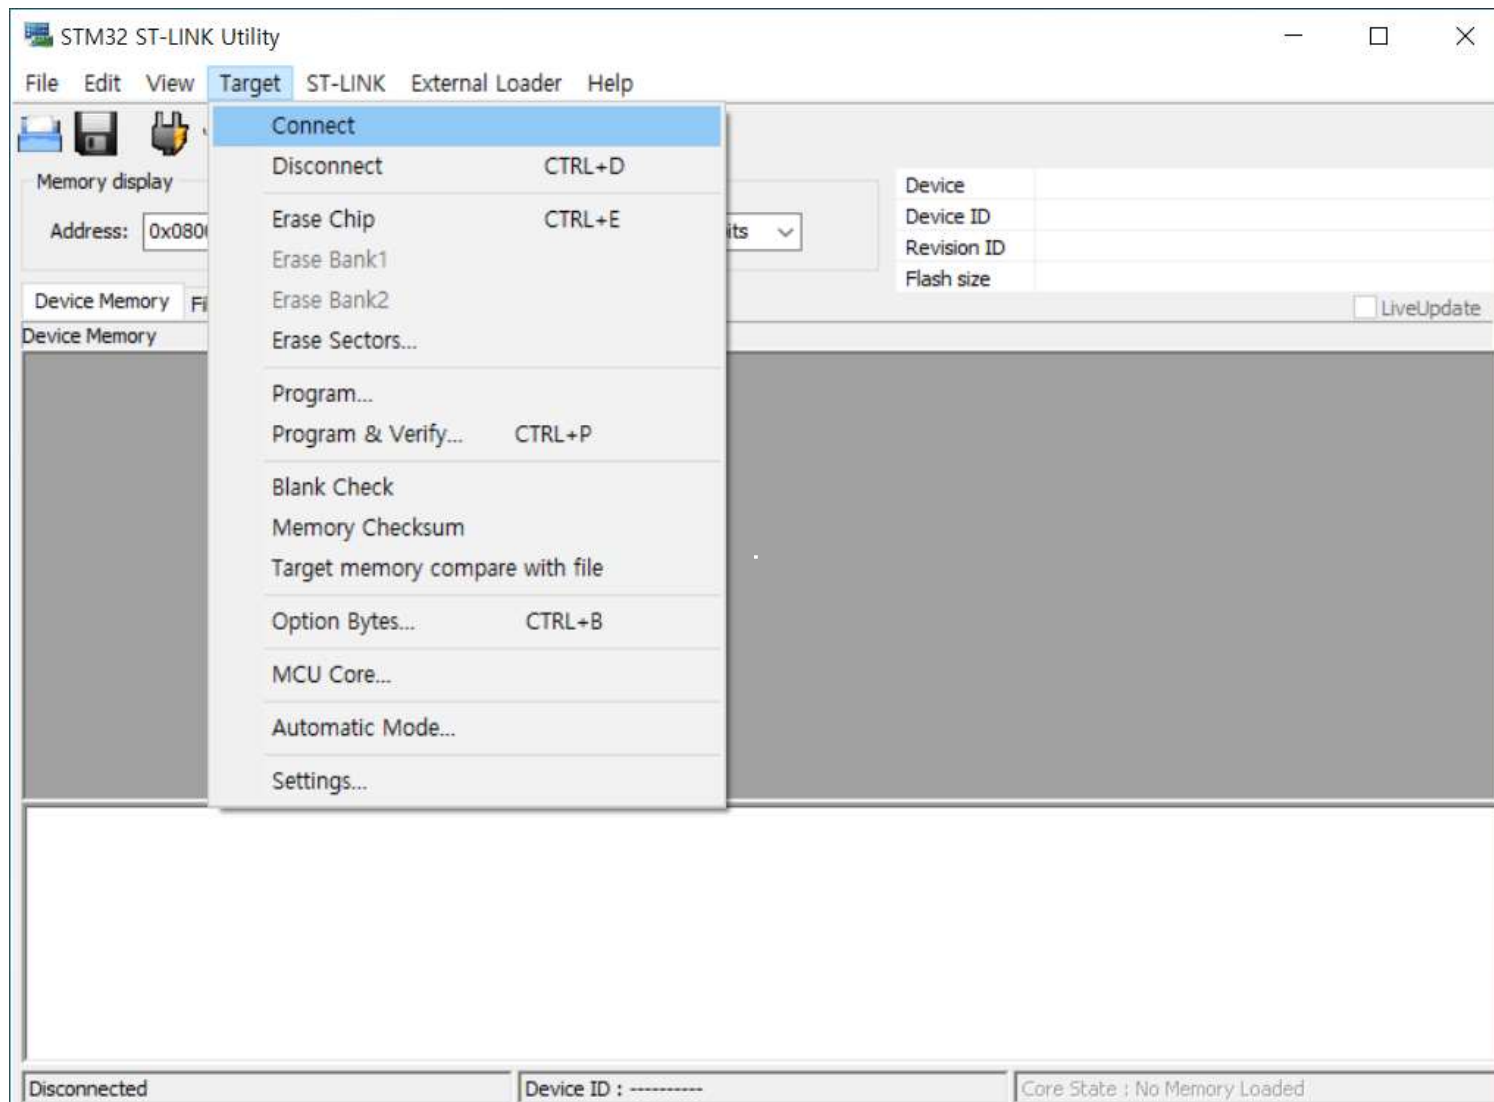 STM32 ST-LINK Utility
File Edit View Target ST-LINK External Loader Help
Connect
Disconnect CTRL+D
Erase Chip CTRL+E
Erase Bank1
Erase Bank2
Erase Sectors...
Program...
Program & Verify... CTRL+P
Blank Check
Memory Checksum
Target memory compare with file
Option Bytes... CTRL+B
MCU Core...
Automatic Mode...
Settings...
Memory display
Address:
Device
Device ID
Revision ID
Flash size
Device Memory
LiveUpdate
Device Memory
Disconnected Device ID : ---------- Core State : No Memory Loaded